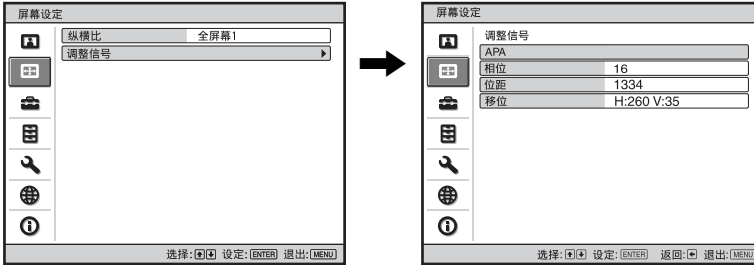 屏幕设定
纵横比 全屏幕1
调整信号
选择: 设定: ENTER 退出: MENU
屏幕设定
调整信号
APA
相位 16
位距 1334
移位 H:260 V:35
选择: 设定: ENTER 返回: 退出: MENU